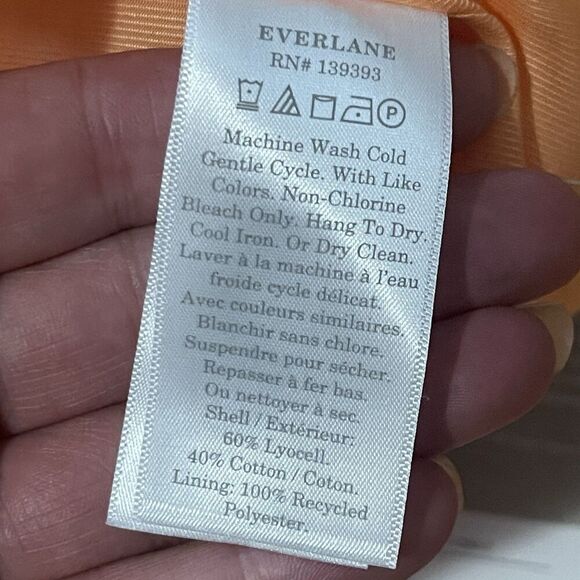 EVERLANE
RN# 139393
P
Machine Wash Cold
Gentle Cycle. With Like
Colors. Non-Chlorine
Bleach Only. Hang To Dry.
Cool Iron. Or Dry Clean.
Laver à la machine à l'eau
froide cycle délicat.
Avec couleurs similaires.
Blanchir sans chlore.
Suspendre pour sécher.
Repasser à fer bas.
Ou nettoyer à sec.
Shell / Extérieur:
60% Lyocell.
40% Cotton / Coton.
Lining: 100% Recycled
Polyester.